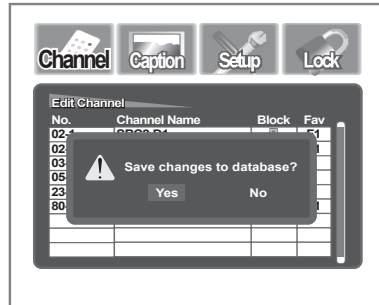 Channel Caption Setup Lock
Edit Channel
No. Channel Name Block Fav
02-1
02
03-
05
Save changes to database?
23
Yes No
80